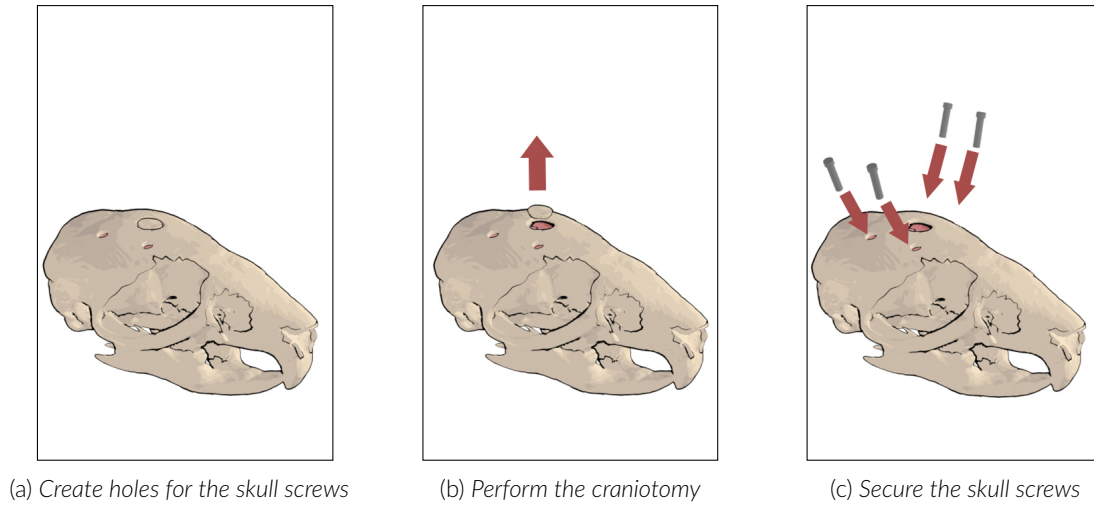 (a) Create holes for the skull screws
(b) Perform the craniotomy
(c) Secure the skull screws